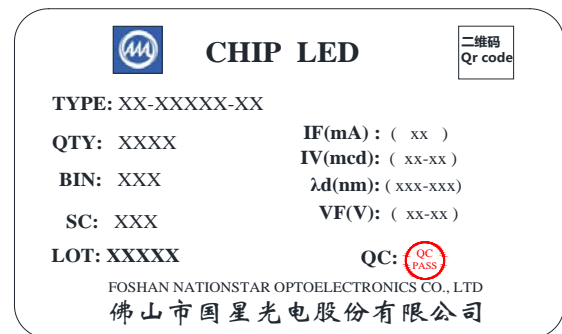 CHIP LED
二维码
Qr code
TYPE: XX-XXXXX-XX
QTY: XXXX
BIN: XXX
SC: XXX
LOT: XXXXX
IF(mA) : ( xx )
IV(mcd): ( xx-xx )
λd(nm): ( xxx-xxx)
VF(V): ( xx-xx )
QC: QC
PASS
FOSHAN NATIONSTAR OPTOELECTRONICS CO., LTD
佛山市国星光电股份有限公司